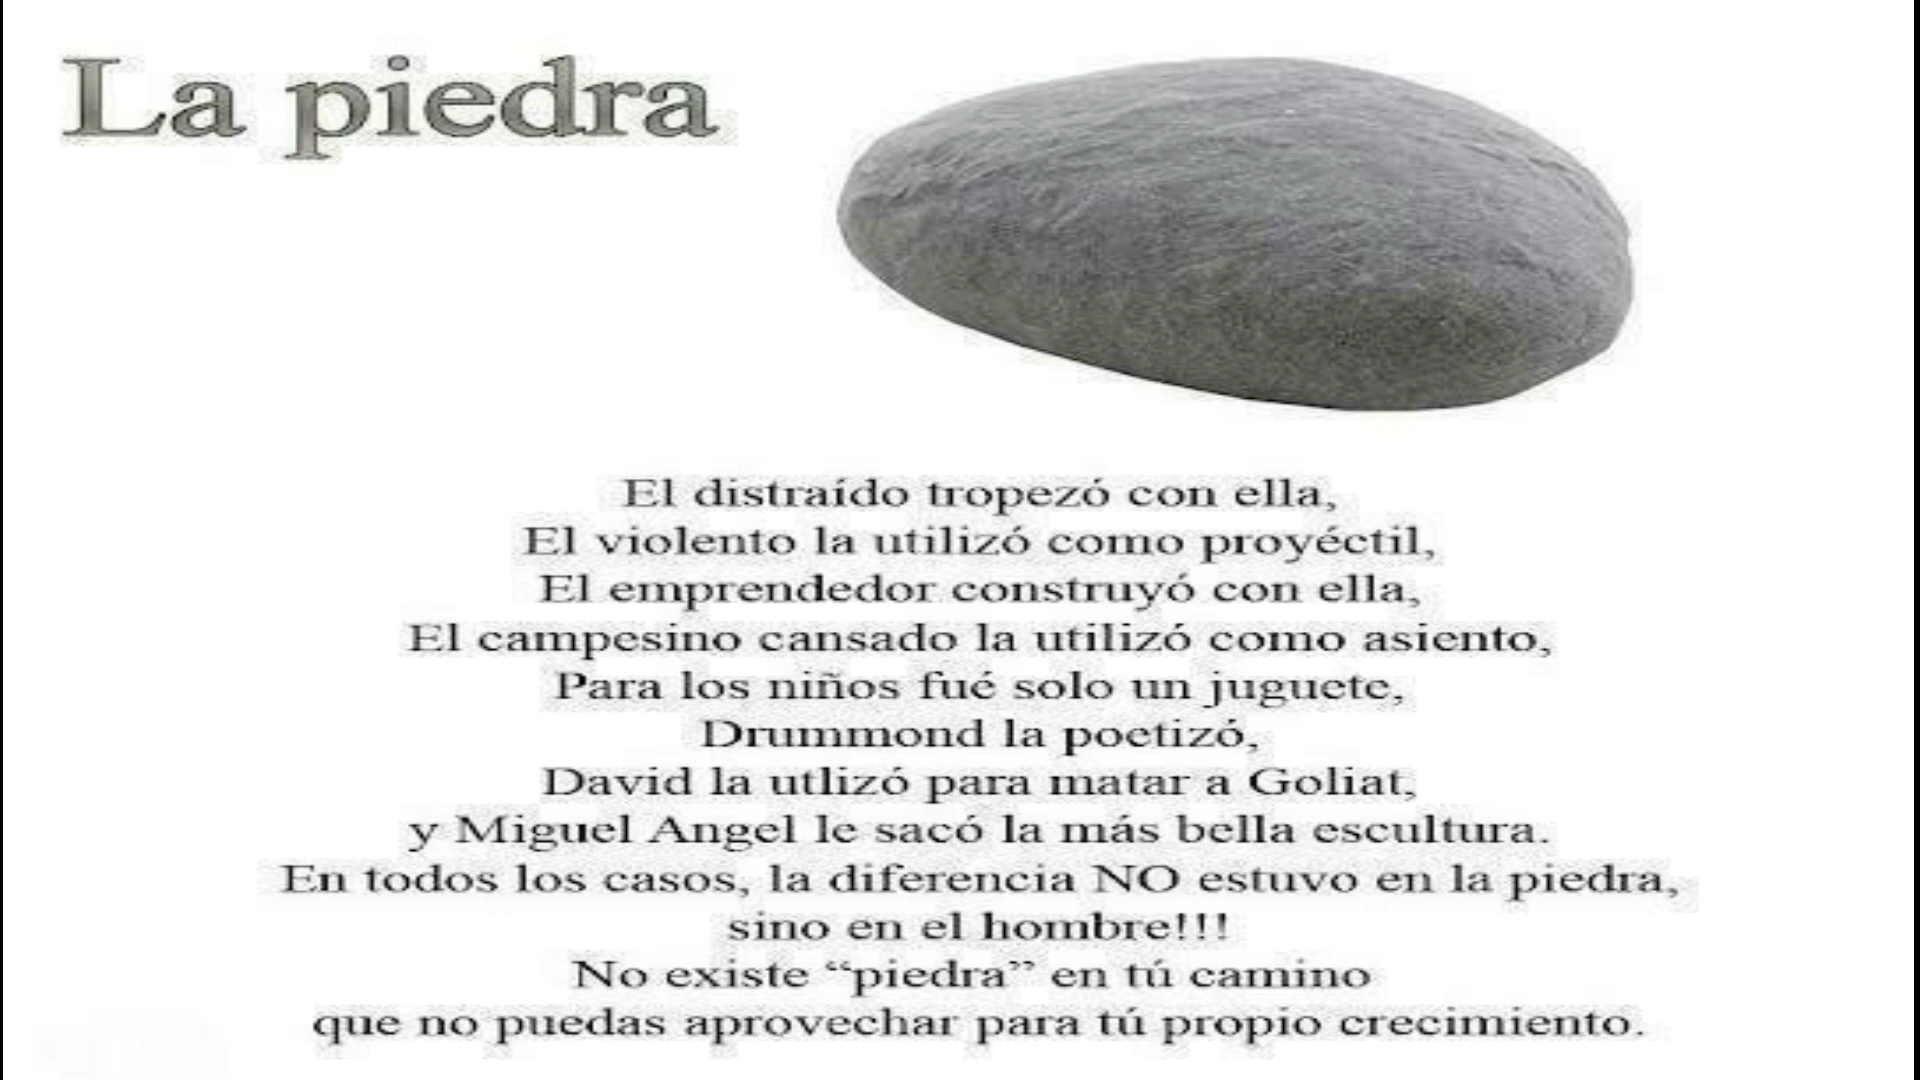 La piedra
El distraído tropezó con ella,
El violento la utilizó como proyéctil,
El emprendedor construyó con ella,
El campesino cansado la utilizó como asiento,
Para los niños fué solo un juguete,
Drummond la poetizó,
David la utlizó para matar a Goliat,
y Miguel Angel le sacó la más bella escultura.
En todos los casos, la diferencia NO estuvo en la piedra,
sino en el hombre!!!
No existe “piedra” en tú camino
que no puedas aprovechar para tú propio crecimiento.